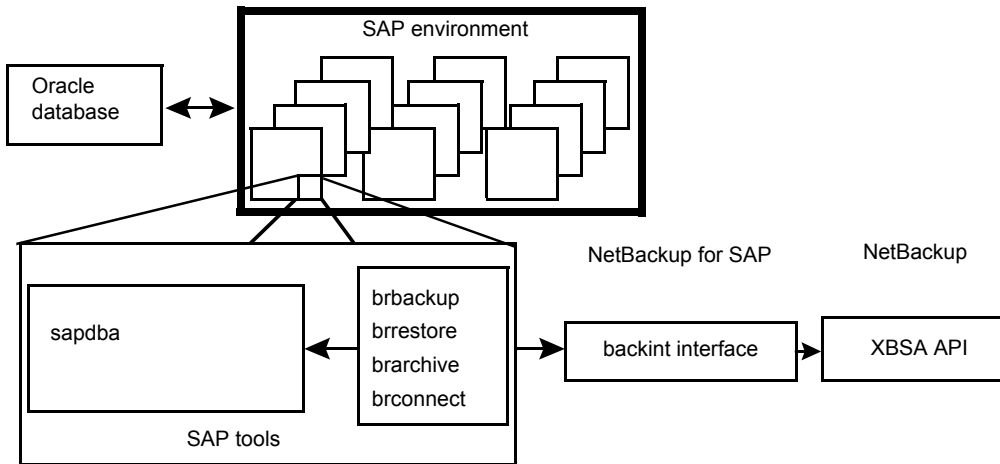 SAP environment
Oracle
database
NetBackup for SAP
NetBackup
sapdba
brbackup
brrestore
brarchive
brconnect
backint interface
XBSA API
SAP tools